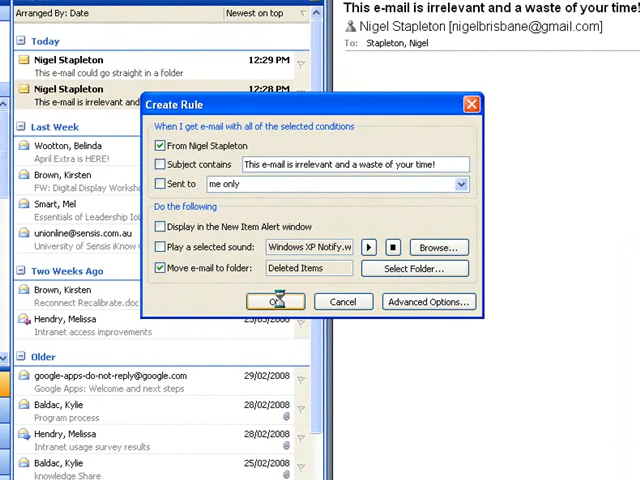 Arranged By: Date
Newest on top
Today
Nigel Stapleton 12:29 PM
This e-mail could go straight in a folder
Nigel Stapleton 12:28 PM
This e-mail is irrelevant and
Last Week
Wootton, Belinda
April Extra is HERE!
Brown, Kirsten
FW: Digital Display Worksho
Smart, Mel
Essentials of Leadership Lo
unionline@sensis.com.au
University of Sensis iKnow
Two Weeks Ago
Brown, Kirsten
Reconnect Recalibrate.doc
Hendry, Melissa
Intranet access improvements
Older
google-apps-do-not-reply@google.com 29/02/2008
Google Apps: Welcome and next steps
Baldac, Kylie 28/02/2008
Program process
Hendry, Melissa 28/02/2008
Intranet usage survey results
Baldac, Kylie 28/02/2008
knowledge Share
This e-mail is irrelevant and a waste of your time!
Nigel Stapleton [nigelbrisbane@gmail.com]
To: Stapleton, Nigel
Create Rule
When I get e-mail with all of the selected conditions
From Nigel Stapleton
Subject contains This e-mail is irrelevant and a waste of your time!
Sent to me only
Do the following
Display in the New Item Alert window
Play a selected sound: Windows XP Notify.w Browse...
Move e-mail to folder: Deleted Items Select Folder...
Cancel Advanced Options...